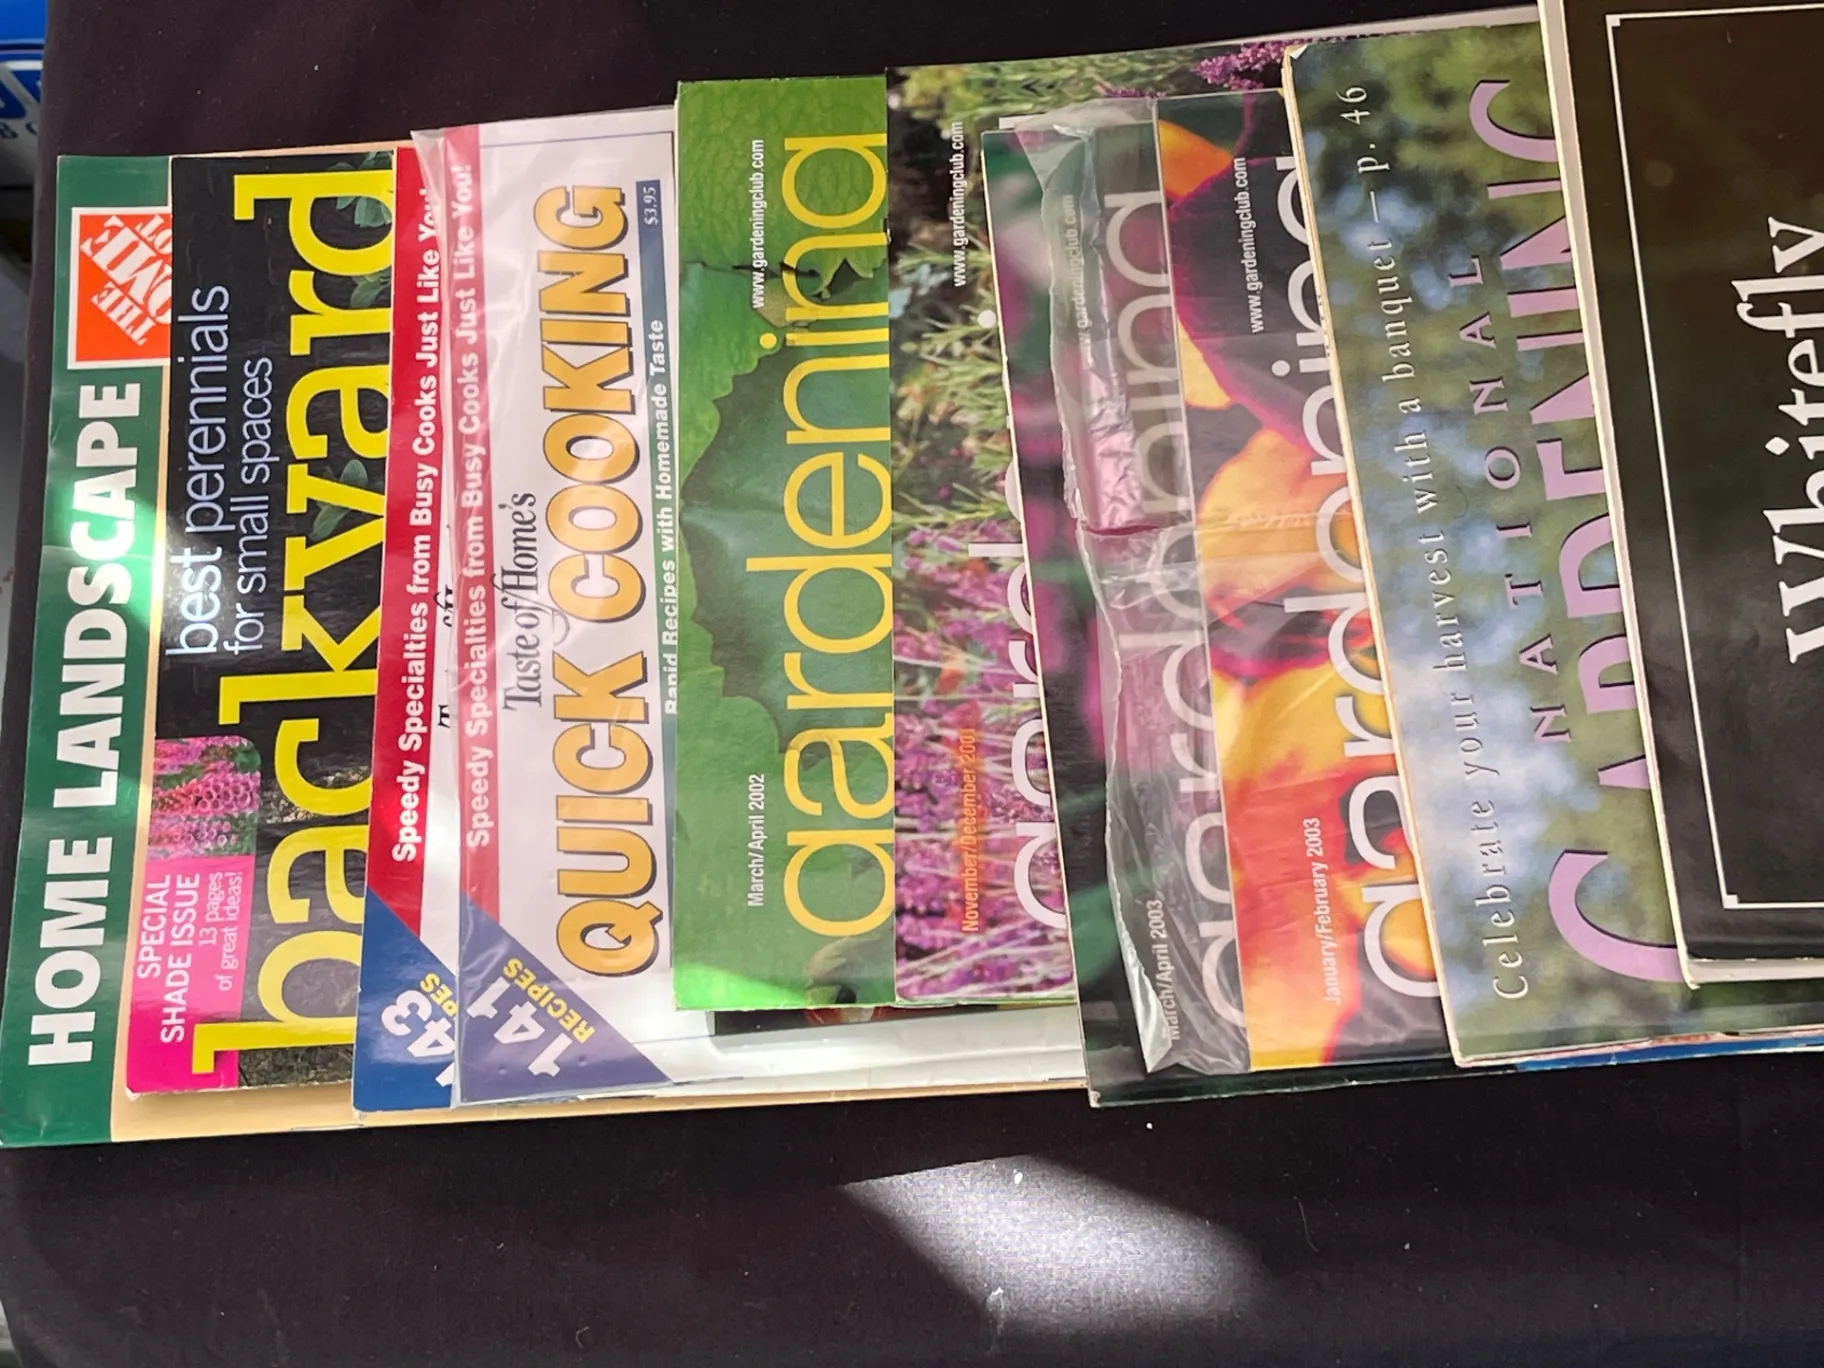 HOME LANDSCAPE
THE
HOME
best perennials
for small spaces
SPECIAL
SHADE ISSUE
13 pages
of great ideas!
backyard
Speedy Specialties from Busy Cooks Just Like You!
Speedy Specialties from Busy Cooks Just Like You!
141
RECIPES
Taste of Home's
QUICK COOKING
$3.95
Rapid Recipes with Homemade Taste
March/April 2002
www.gardeningclub.com
gardening
November/December 2001
www.gardeningclub.com
March/April 2003
www.gardeningclub.com
gardening
January/February 2003
www.gardeningclub.com
gardening
Celebrate your harvest with a banquet — p. 46
NATIONAL
GARDENING
Whitefly